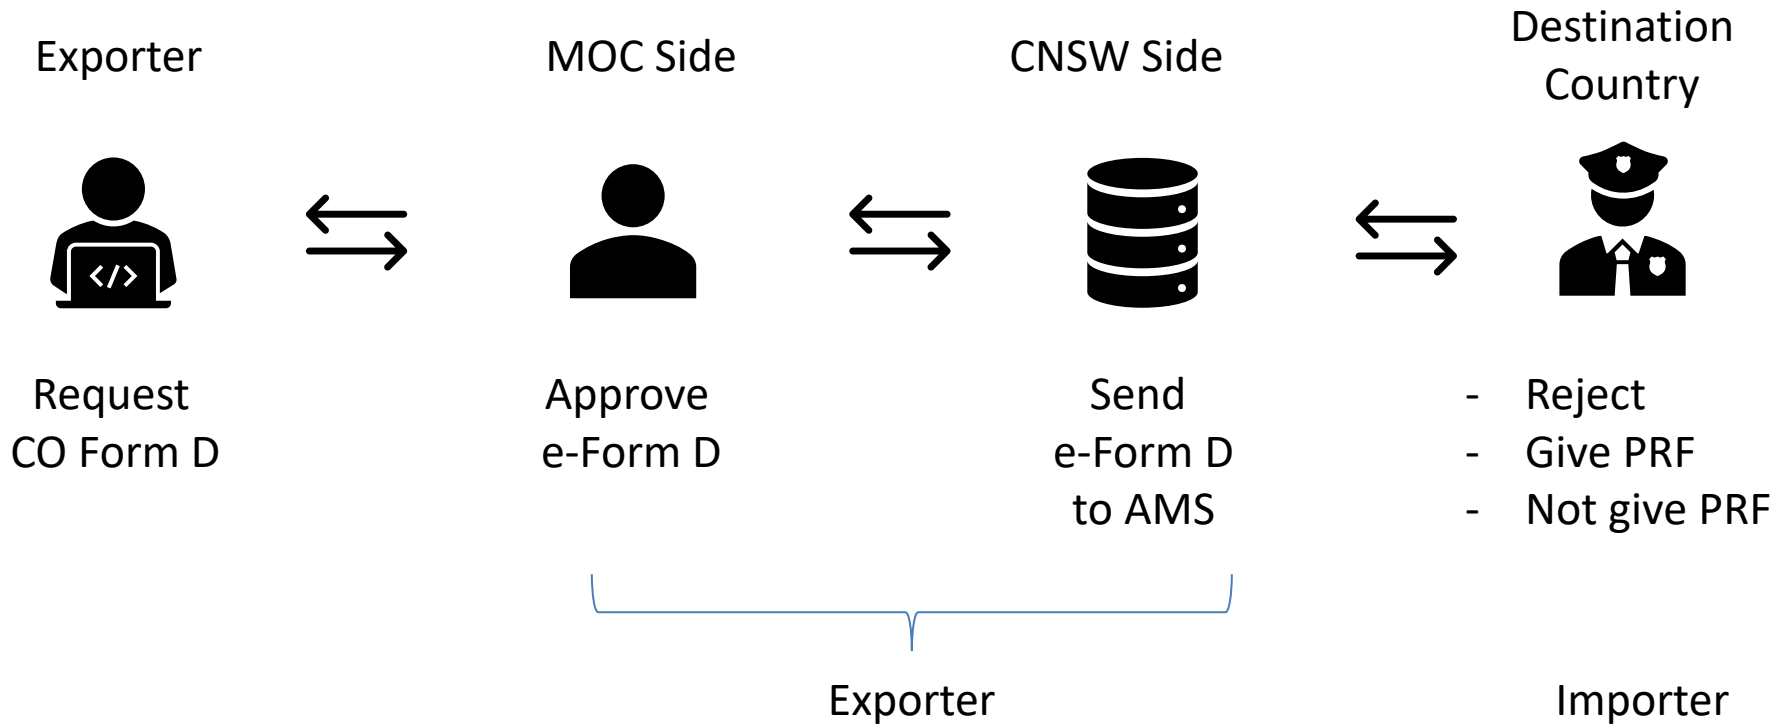 Exporter
MOC Side
CNSW Side
Destination
Country
</>
Request
CO Form D
Approve
e-Form D
Send
e-Form D
to AMS
- Reject
- Give PRF
- Not give PRF
Exporter
Importer